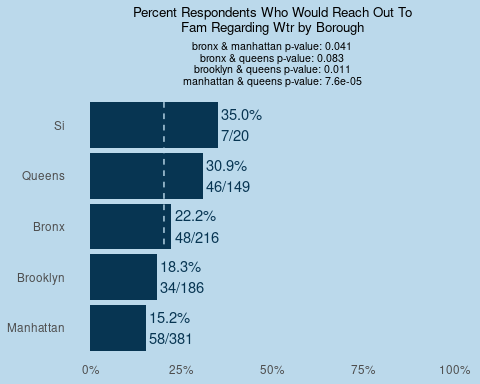 Percent Respondents Who Would Reach Out To
Fam Regarding Wtr by Borough
bronx & manhattan p-value: 0.041
bronx & queens p-value: 0.083
brooklyn & queens p-value: 0.011
manhattan & queens p-value: 7.6e-05
Si
35.0%
7/20
Queens
30.9%
46/149
Bronx
22.2%
48/216
Brooklyn
18.3%
34/186
Manhattan
15.2%
58/381
0% 25% 50% 75% 100%